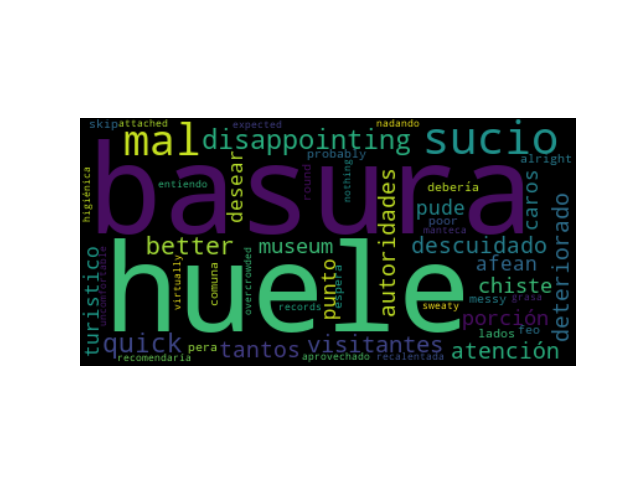 skip attached expected nadando
mal disappointing sucio
probably alright
basura
higiénica entiendo desear round nothing autoridades debería caros
pude poor manteca
better museum descuidado
turistico uncomfortable huele virtually comuna overcrowded punto espera afean deteriorado
chiste
records sweaty messy grasa
porción
quick pera tantos visitantes lados feo
recomendaría aprovechado recalentada atención